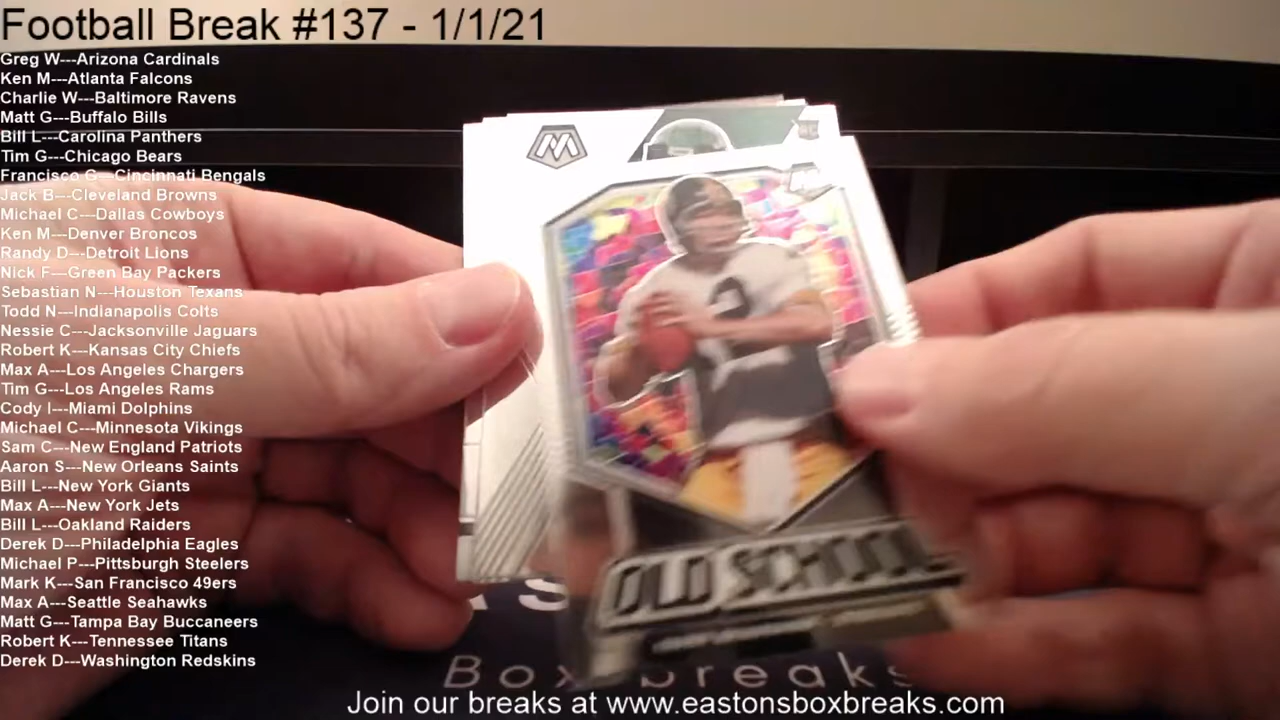 Football Break #137 - 1/1/21
Greg W---Arizona Cardinals
Ken M---Atlanta Falcons
Charlie W---Baltimore Ravens
Matt G---Buffalo Bills
Bill L---Carolina Panthers
Tim G---Chicago Bears
Francisco G---Cincinnati Bengals
Jack B---Cleveland Browns
Michael C---Dallas Cowboys
Ken M---Denver Broncos
Randy D---Detroit Lions
Nick F---Green Bay Packers
Sebastian N---Houston Texans
Todd N---Indianapolis Colts
Nessie C---Jacksonville Jaguars
Robert K---Kansas City Chiefs
Max A---Los Angeles Chargers
Tim G---Los Angeles Rams
Cody I---Miami Dolphins
Michael C---Minnesota Vikings
Sam C---New England Patriots
Aaron S---New Orleans Saints
Bill L---New York Giants
Max A---New York Jets
Bill L---Oakland Raiders
Derek D---Philadelphia Eagles
Michael P---Pittsburgh Steelers
Mark K---San Francisco 49ers
Max A---Seattle Seahawks
Matt G---Tampa Bay Buccaneers
Robert K---Tennessee Titans
Derek D---Washington Redskins
RC
2
OLD SCHOOL
Box breaks
Join our breaks at www.eastonsboxbreaks.com